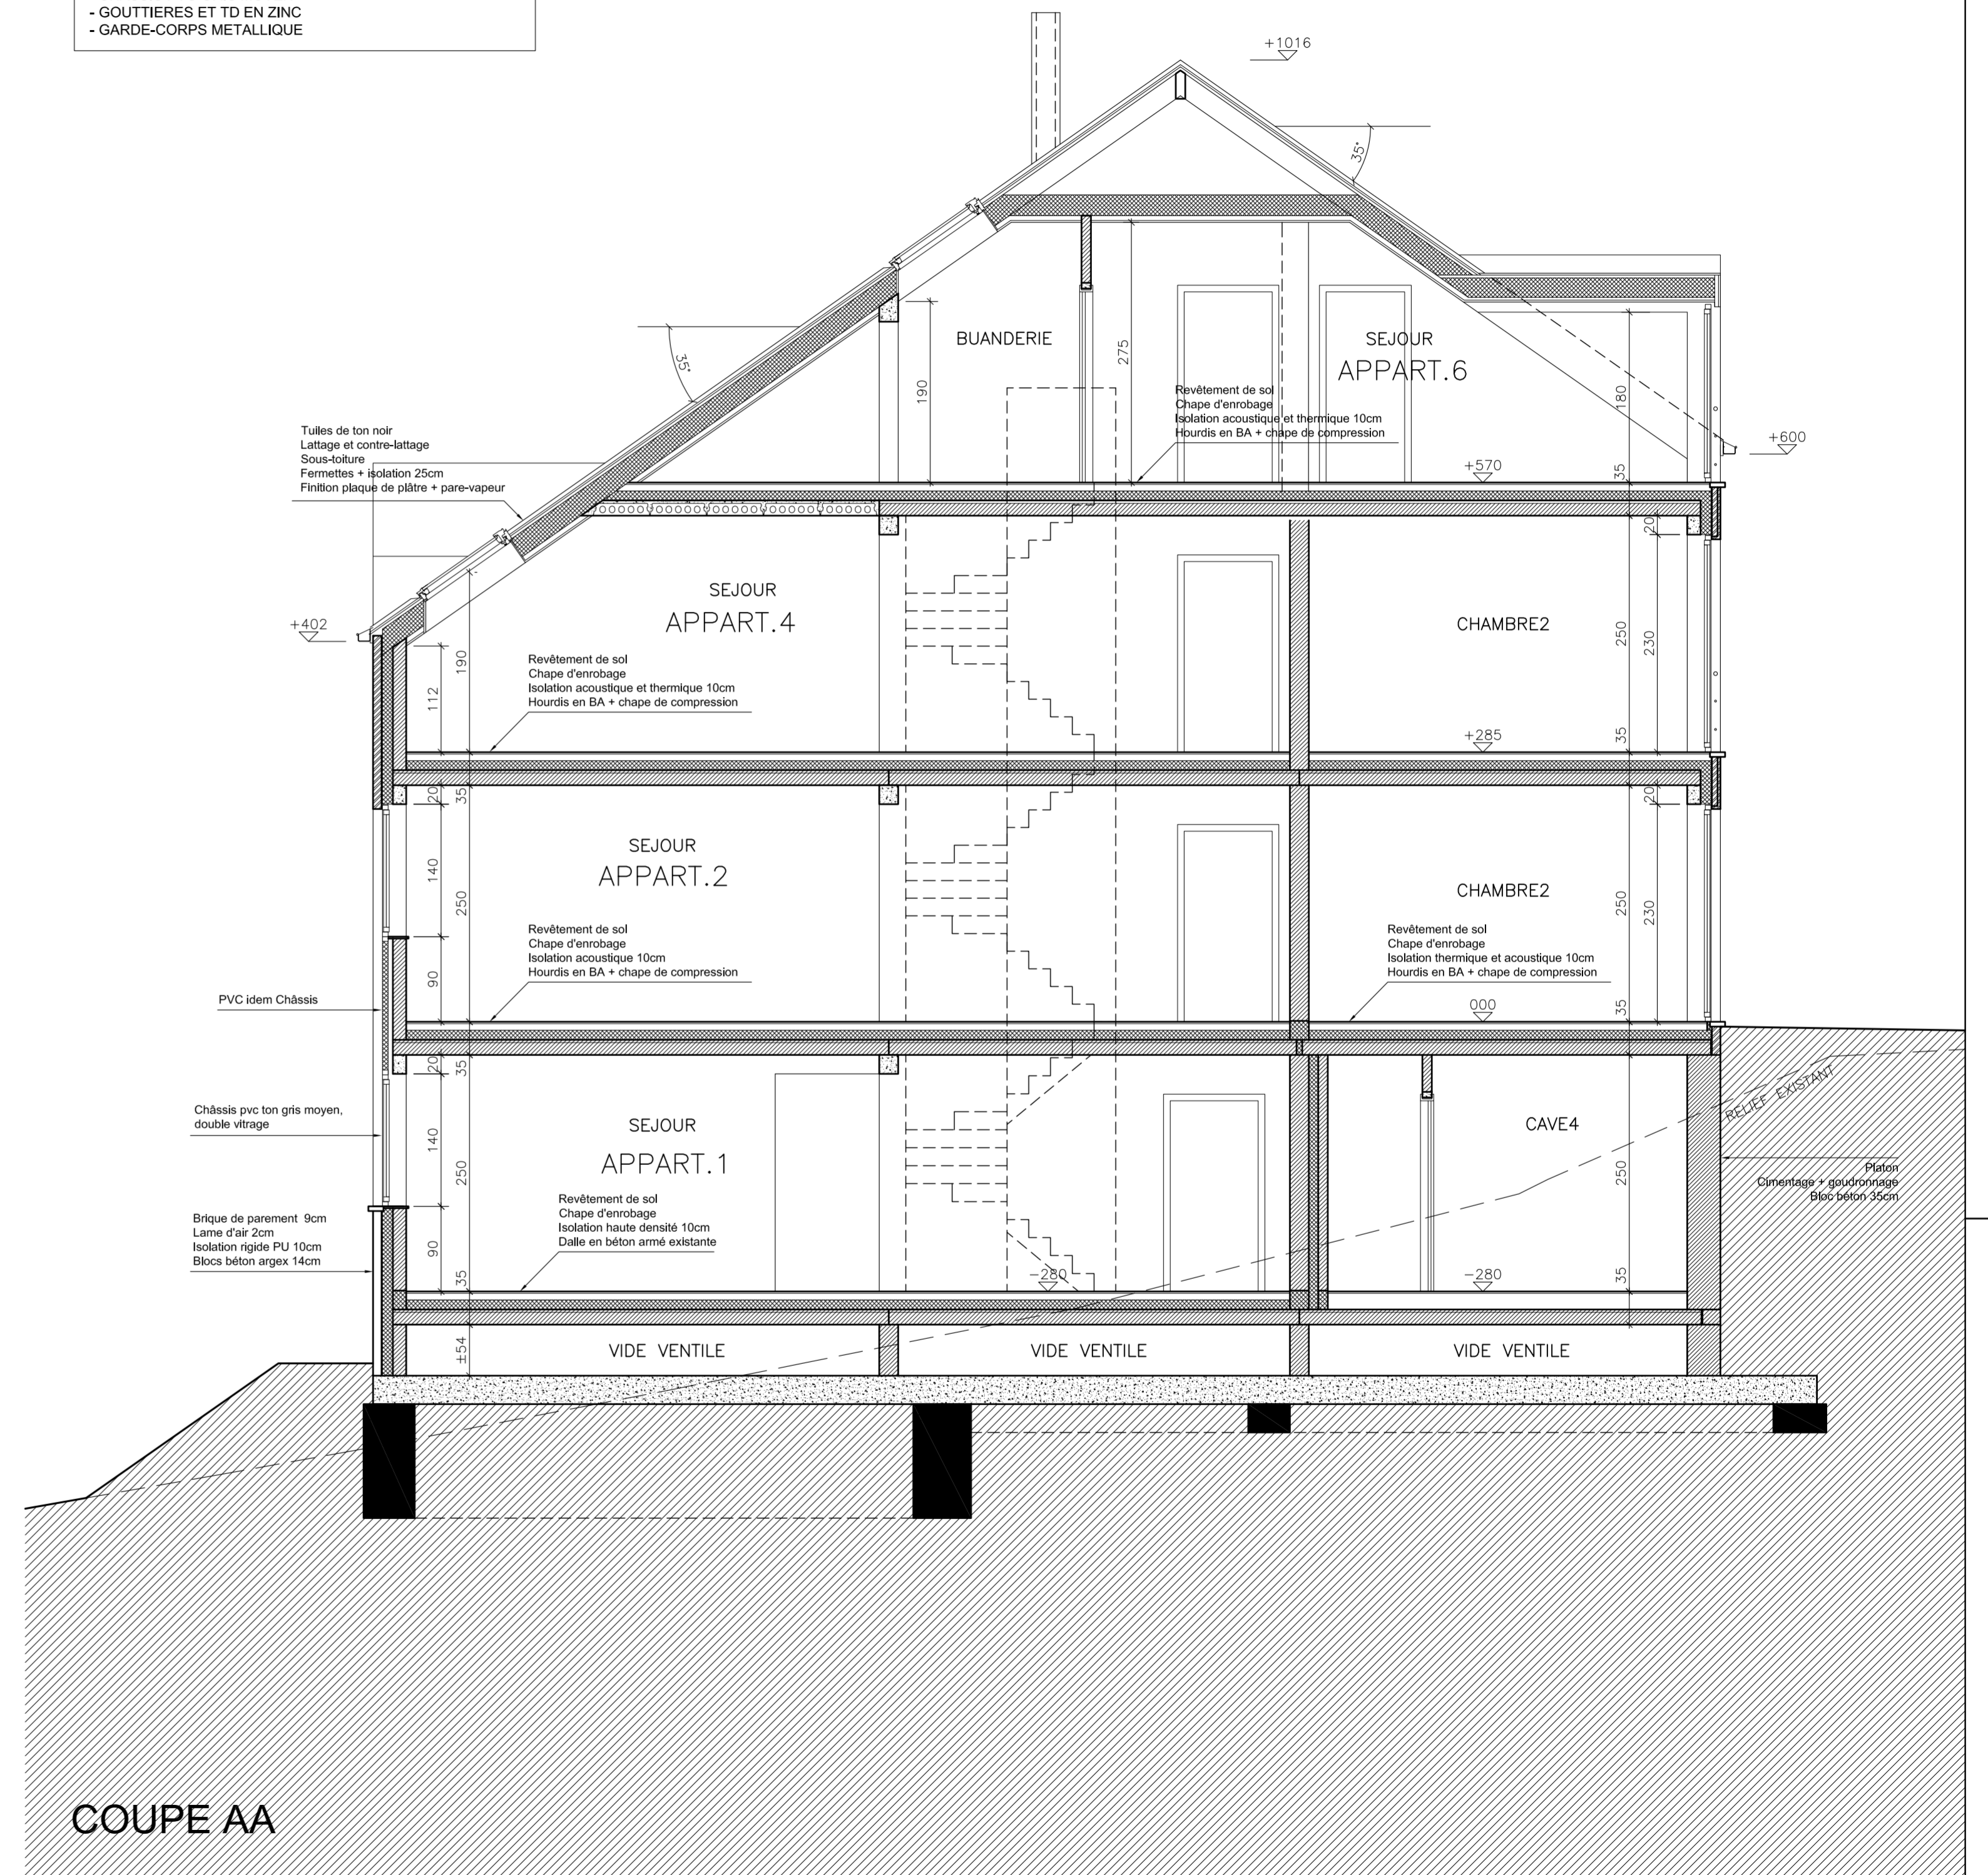 - GOUTTIERES ET TD EN ZINC
- GARDE-CORPS METALLIQUE
+1016
35°
35°
BUANDERIE
275
190
SEJOUR
APPART.6
180
Revêtement de sol
Chape d'enrobage
Isolation acoustique et thermique 10cm
Hourdis en BA + chape de compression
+600
+570
35
Tuiles de ton noir
Lattage et contre-lattage
Sous-toiture
Fermettes + isolation 25cm
Finition plaque de plâtre + pare-vapeur
20
+402
SEJOUR
APPART.4
CHAMBRE2
250
230
190
112
Revêtement de sol
Chape d'enrobage
Isolation acoustique et thermique 10cm
Hourdis en BA + chape de compression
+285
35
20
35
20
SEJOUR
APPART.2
CHAMBRE2
140
250
90
250
230
Revêtement de sol
Chape d'enrobage
Isolation acoustique 10cm
Hourdis en BA + chape de compression
Revêtement de sol
Chape d'enrobage
Isolation thermique et acoustique 10cm
Hourdis en BA + chape de compression
PVC idem Châssis
000
35
20
35
RELIEF EXISTANT
Châssis pvc ton gris moyen,
double vitrage
SEJOUR
APPART.1
CAVE4
140
250
250
Platon
Cimentage + goudronnage
Bloc béton 35cm
Revêtement de sol
Chape d'enrobage
Isolation haute densité 10cm
Dalle en béton armé existante
Brique de parement 9cm
Lame d'air 2cm
Isolation rigide PU 10cm
Blocs béton argex 14cm
90
35
-280
-280
35
±54
VIDE VENTILE
VIDE VENTILE
VIDE VENTILE
COUPE AA